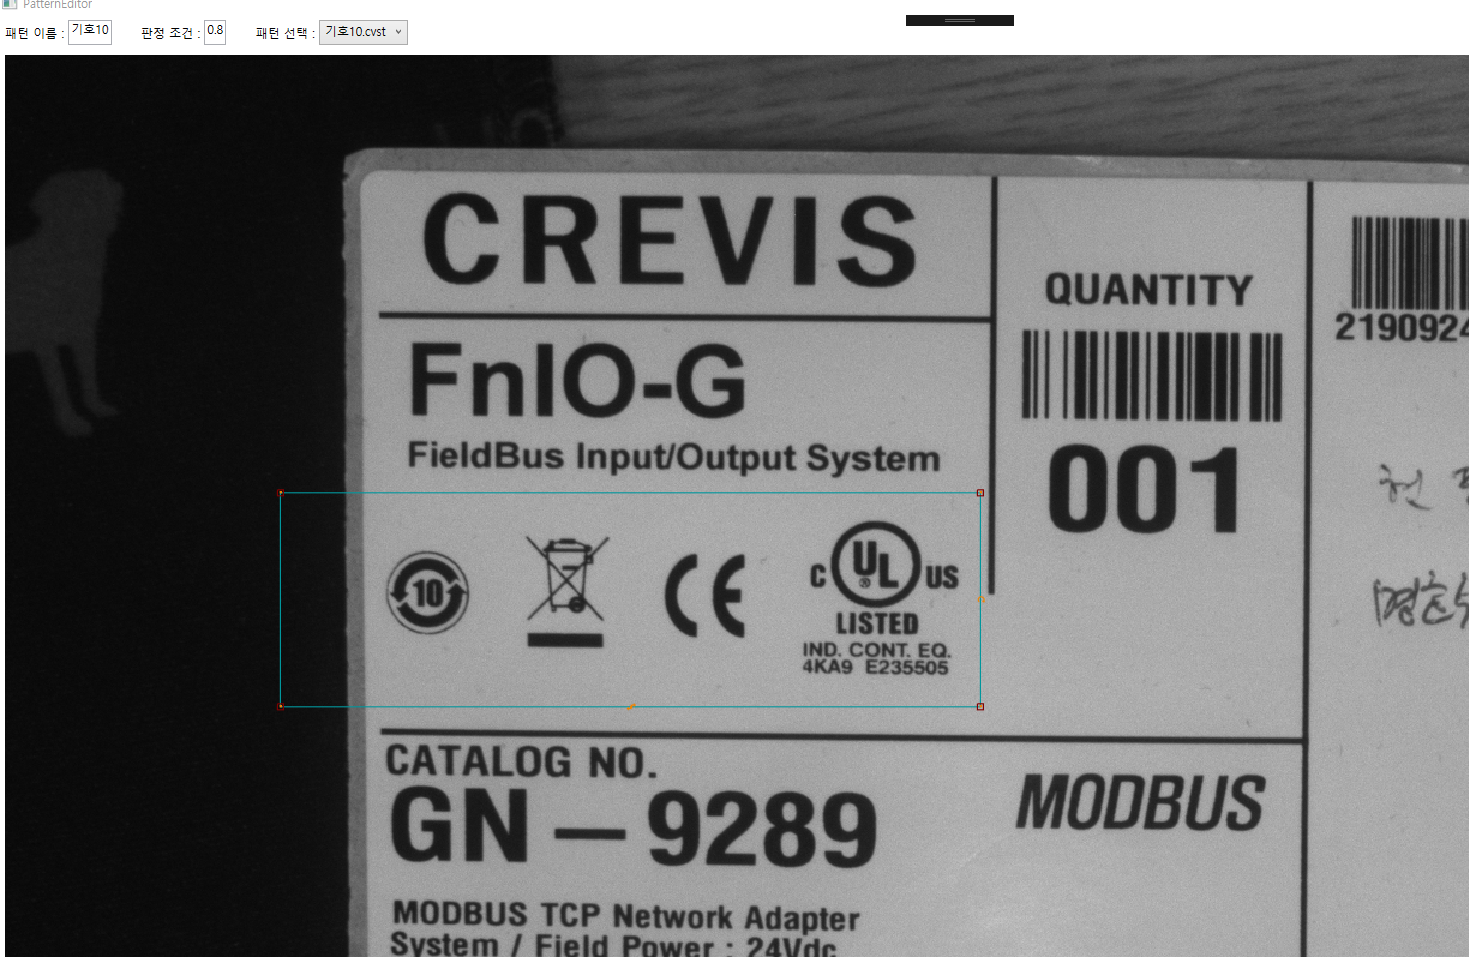 PatternEditor
패턴 이름 : 기호10 판정 조건 : 0.8 패턴 선택 : 기호10.cvst
CREVIS
FnIO-G
FieldBus Input/Output System
10
CE
C UL ® US
LISTED
IND. CONT. EQ.
4KA9 E235505
QUANTITY
001
CATALOG NO.
GN-9289
MODBUS
MODBUS TCP Network Adapter
System / Field Power : 24Vdc
2190924